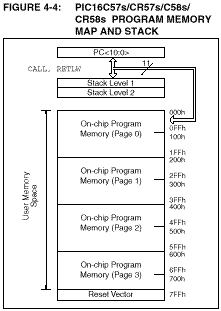 FIGURE 4-4: PIC16C57s/CR57s/C58s/
CR58s PROGRAM MEMORY
MAP AND STACK
PC<10:0>
CALL, RETLW
11
Stack Level 1
Stack Level 2
000h
On-chip Program
Memory (Page 0)
0FFh
100h
1FFh
200h
On-chip Program
Memory (Page 1)
2FFh
300h
3FFh
400h
User Memory
Space
On-chip Program
Memory (Page 2)
4FFh
500h
5FFh
600h
On-chip Program
Memory (Page 3)
6FFh
700h
Reset Vector
7FFh